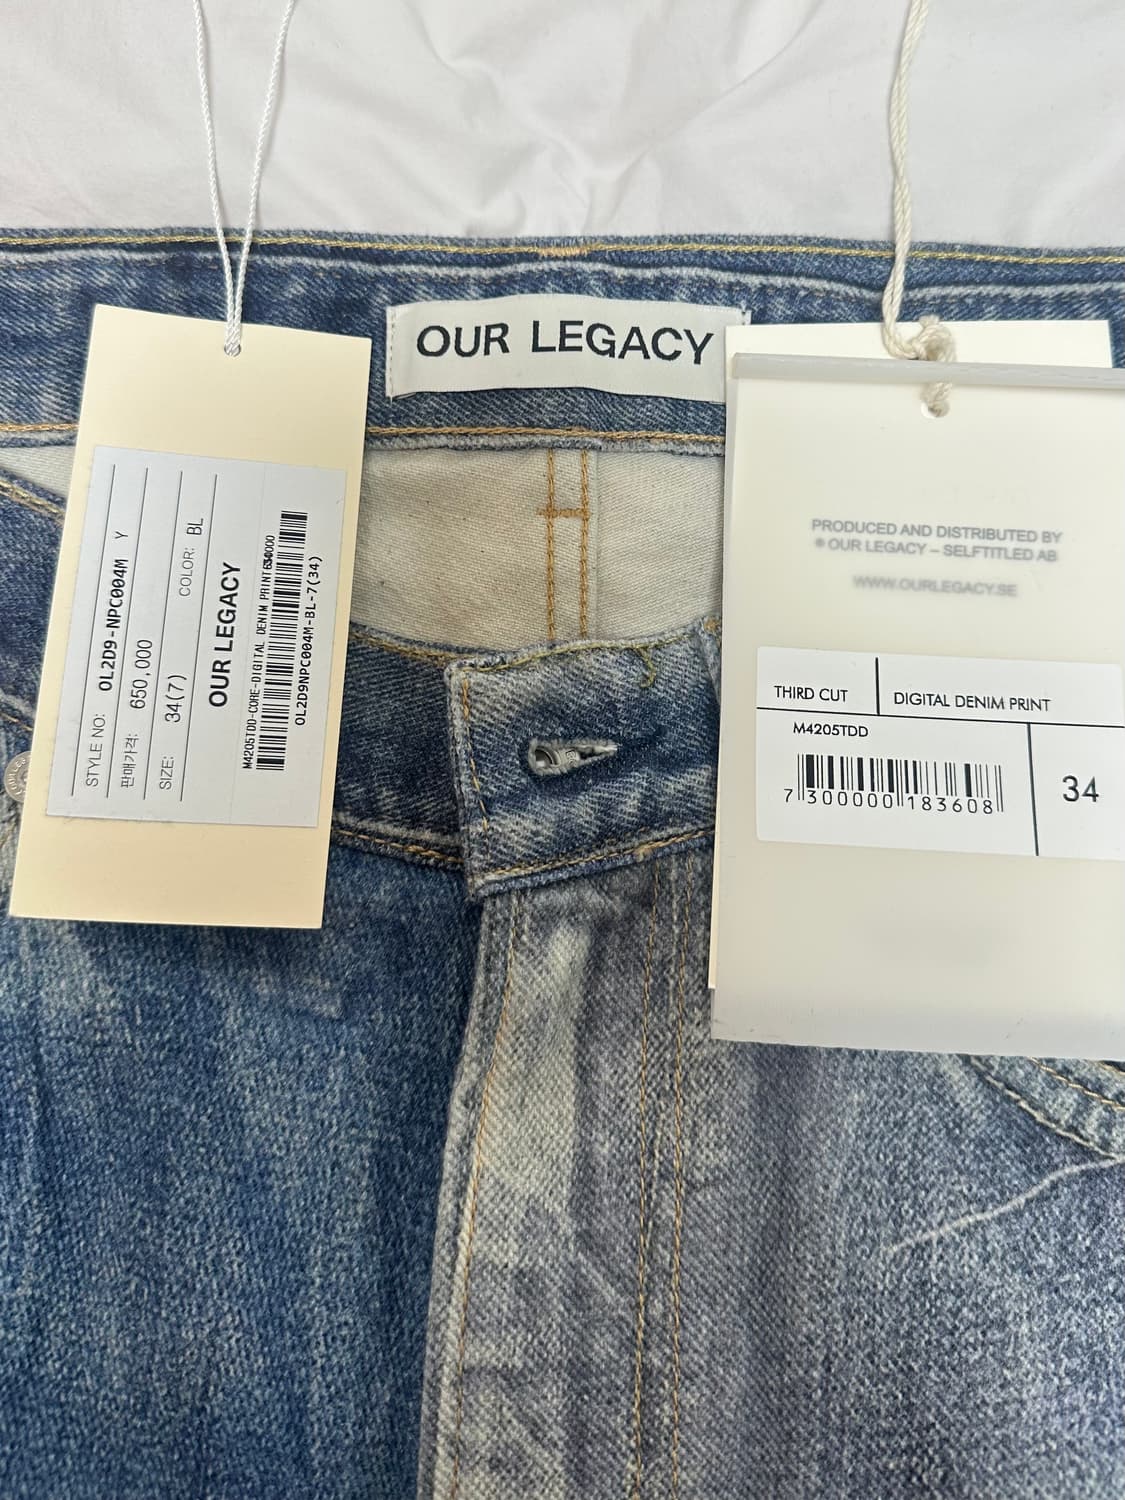 OUR LEGACY
STYLE NO: OL2D9-NPC004M Y
판매가격: 650,000
SIZE: 34(7) COLOR: BL
OUR LEGACY
M4205TDD-CORE-DIGITAL DENIM PRINT
OL2D9NPC004M-BL-7(34)
PRODUCED AND DISTRIBUTED BY
® OUR LEGACY – SELFTITLED AB
WWW.OURLEGACY.SE
THIRD CUT DIGITAL DENIM PRINT
M4205TDD
7 300000 183608
34